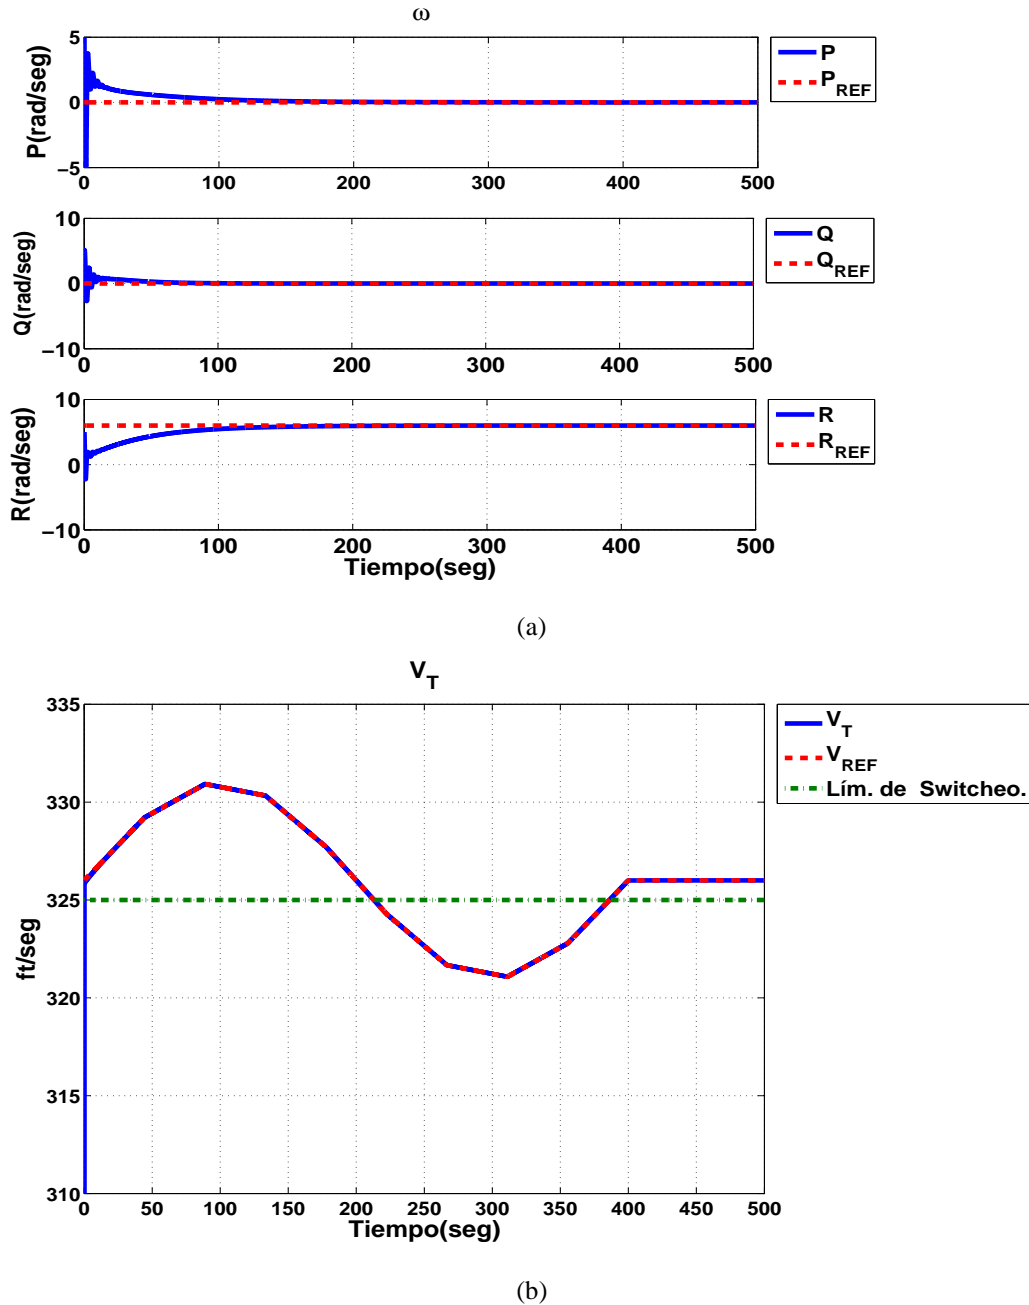 ω
5
0
−5
P(rad/seg)
0 100 200 300 400 500
P
P_REF
10
0
−10
Q(rad/seg)
0 100 200 300 400 500
Q
Q_REF
10
0
−10
R(rad/seg)
0 100 200 300 400 500
Tiempo(seg)
R
R_REF
(a)
V_T
335
330
325
320
315
310
ft/seg
0 50 100 150 200 250 300 350 400 450 500
Tiempo(seg)
V_T
V_REF
Lím. de Switcheo.
(b)